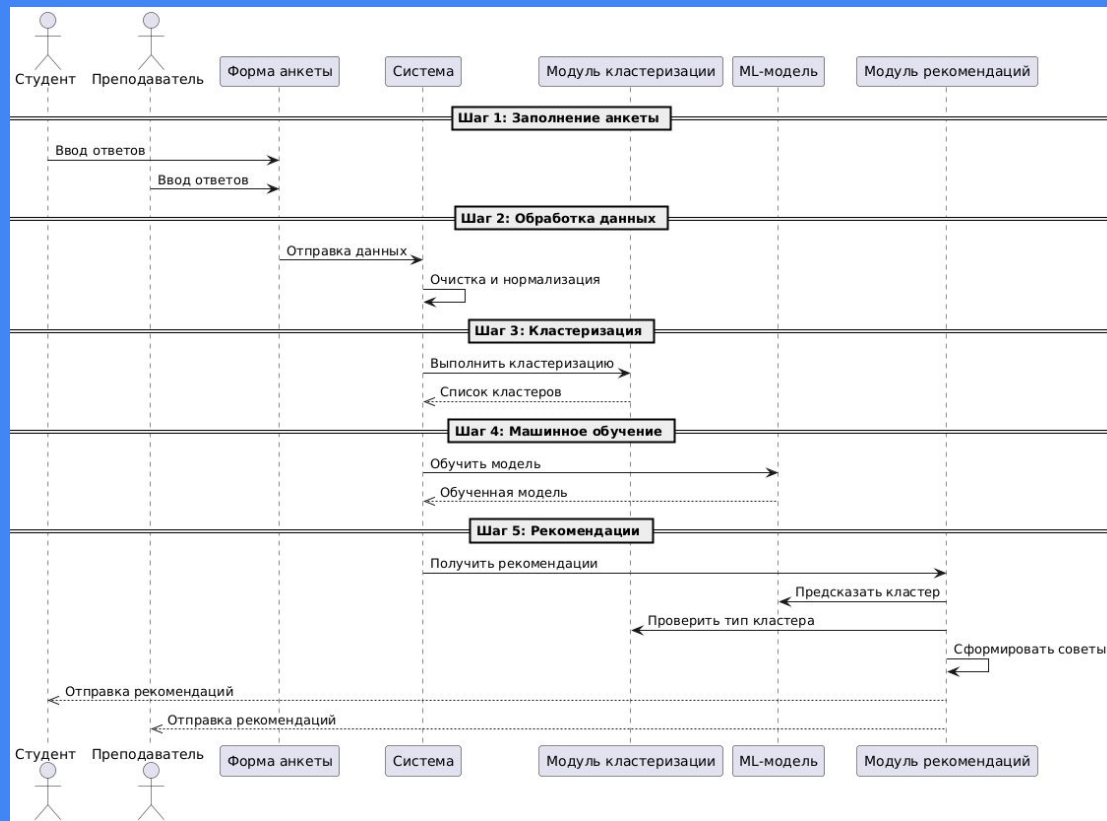 Студент
Преподаватель
Форма анкеты
Система
Модуль кластеризации
ML-модель
Модуль рекомендаций
Шаг 1: Заполнение анкеты
Ввод ответов
Ввод ответов
Шаг 2: Обработка данных
Отправка данных
Очистка и нормализация
Шаг 3: Кластеризация
Выполнить кластеризацию
Список кластеров
Шаг 4: Машинное обучение
Обучить модель
Обученная модель
Шаг 5: Рекомендации
Получить рекомендации
Предсказать кластер
Проверить тип кластера
Сформировать советы
Отправка рекомендаций
Отправка рекомендаций
Студент
Преподаватель
Форма анкеты
Система
Модуль кластеризации
ML-модель
Модуль рекомендаций